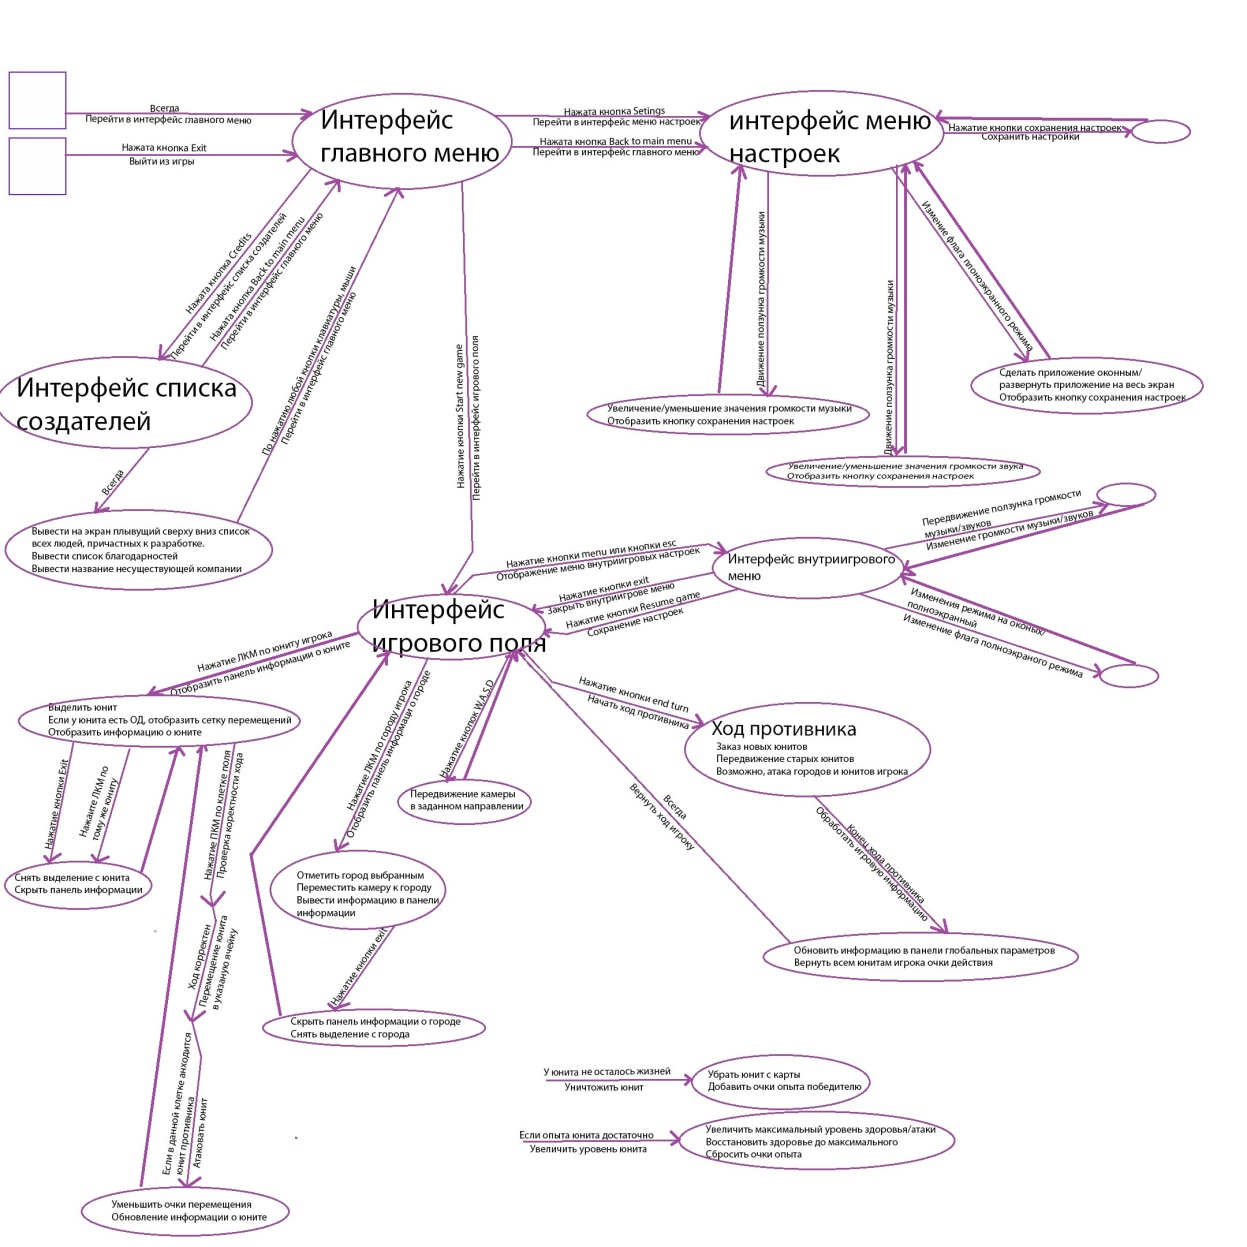 Всегда
Перейти в интерфейс главного меню
Нажата кнопка Exit
Выйти из игры
Интерфейс
главного меню
Нажата кнопка Setings
Перейти в интерфейс меню настроек
Нажата кнопка Back to main menu
Перейти в интерфейс главного меню
интерфейс меню
настроек
Нажатие кнопки сохранения настроек
Сохранить настройки
Нажата кнопка Credits
Перейти в интерфейс списка создателей
Нажата кнопка Back to main menu
Перейти в интерфейс главного меню
По нажатию любой кнопки клавиатуры, мыши
Перейти в интерфейс главного меню
Нажатие кнопки Start new game
Перейти в интерфейс игрового поля
Движение ползунка громкости музыки
Движение ползунка громкости музыки
Измение флага плоноэкранного режима
Интерфейс списка
создателей
Увеличение/уменьшение значения громкости музыки
Отобразить кнопку сохранения настроек
Сделать приложение оконным/
развернуть приложение на весь экран
Отобразить кнопку сохранения настроек
Увеличение/уменьшение значения громкости звука
Отобразить кнопку сохранения настроек
Всегда
Вывести на экран плывущий сверху вниз список
всех людей, причастных к разработке.
Вывести список благодарностей
Вывести название несуществующей компании
Передвижение ползунка громкости
музыки/звуков
Изменение громкости музыки/звуков
Нажатие кнопки menu или кнопки esc
Отображение меню внутриигровых настроек
Интерфейс внутриигрового
меню
Нажатие кнопки exit
Закрыть внутриигрове меню
Нажатие кнопки Resume game
Сохранение настроек
Изменения режима на оконых/
полноэкранный
Изменение флага полноэкраного режима
Интерфейс
игрового поля
Нажатие ЛКМ по юниту игрока
Отобразить панель информации о юните
Выделить юнит
Если у юнита есть ОД, отобразить сетку перемещений
Отобразить информацию о юните
Нажатие ЛКМ по городу игрока
Отобразить панель информаци о городе
Нажатие кнопок W,A,S,D
Нажатие кнопки end turn
Начать ход противника
Ход противника
Заказ новых юнитов
Передвижение старых юнитов
Возможно, атака городов и юнитов игрока
Нажатие кнопки Exit
Нажаите ЛКМ по
тому же юниту
Нажатие ПКМ по клетке поля
Проверка коректности хода
Передвижение камеры
в заданном направлении
Всегда
Вернуть ход игроку
Конец хода противника
Обработать игровую информацию
Снять выделение с юнита
Скрыть панель информации
Отметить город выбранным
Переместить камеру к городу
Вывести информацию в панели
информации
Ход корректен
Перемещение юнита
в указаную ячейку
Нажатие кнопки exit
Обновить информацию в панели глобальных параметров
Вернуть всем юнитам игрока очки действия
Скрыть панель информации о городе
Снять выделение с города
Если в данной клетке анходится
юнит противника
Атаковать юнит
У юнита не осталось жизней
Уничтожить юнит
Убрать юнит с карты
Добавить очки опыта победителю
Если опыта юнита достаточно
Увеличить уровень юнита
Увеличить максимальный уровень здоровья/атаки
Восстановить здоровье до максимального
Сбросить очки опыта
Уменьшить очки перемещения
Обновление информации о юните